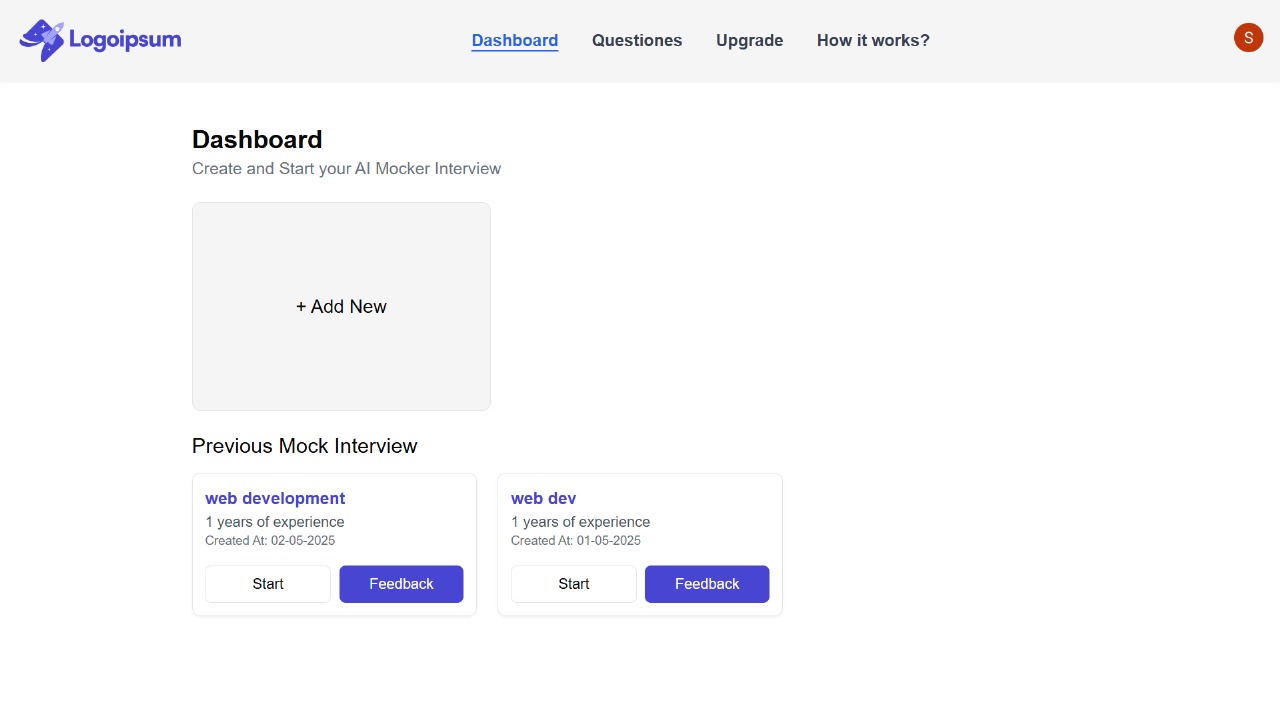 Logoipsum
Dashboard Questiones Upgrade How it works?
S
Dashboard
Create and Start your AI Mocker Interview
+ Add New
Previous Mock Interview
web development
1 years of experience
Created At: 02-05-2025
Start Feedback
web dev
1 years of experience
Created At: 01-05-2025
Start Feedback